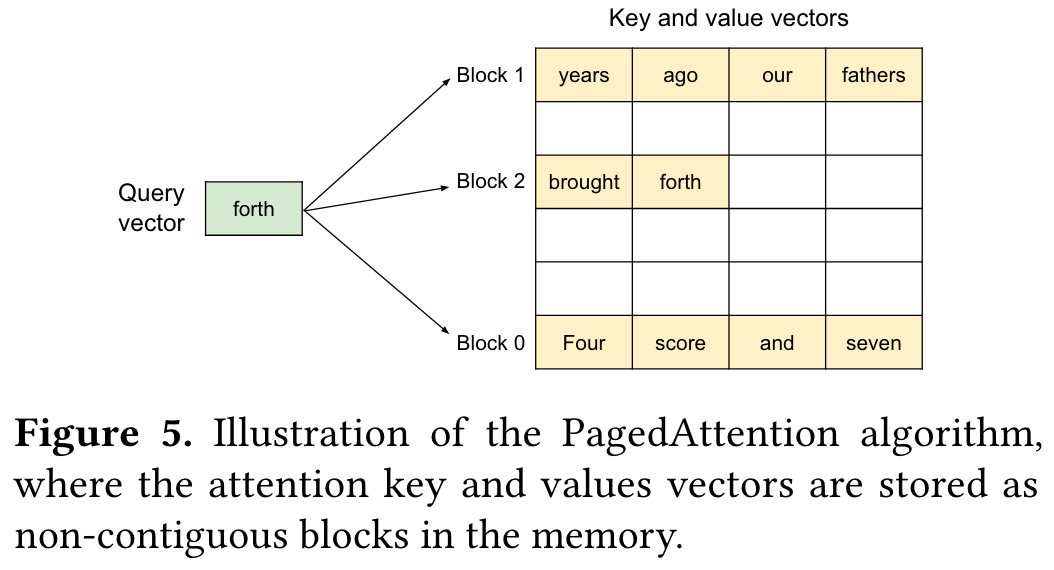 Key and value vectors
Block 1 years ago our fathers
Query vector
forth
Block 2 brought forth
Block 0 Four score and seven
Figure 5. Illustration of the PagedAttention algorithm,
where the attention key and values vectors are stored as
non-contiguous blocks in the memory.